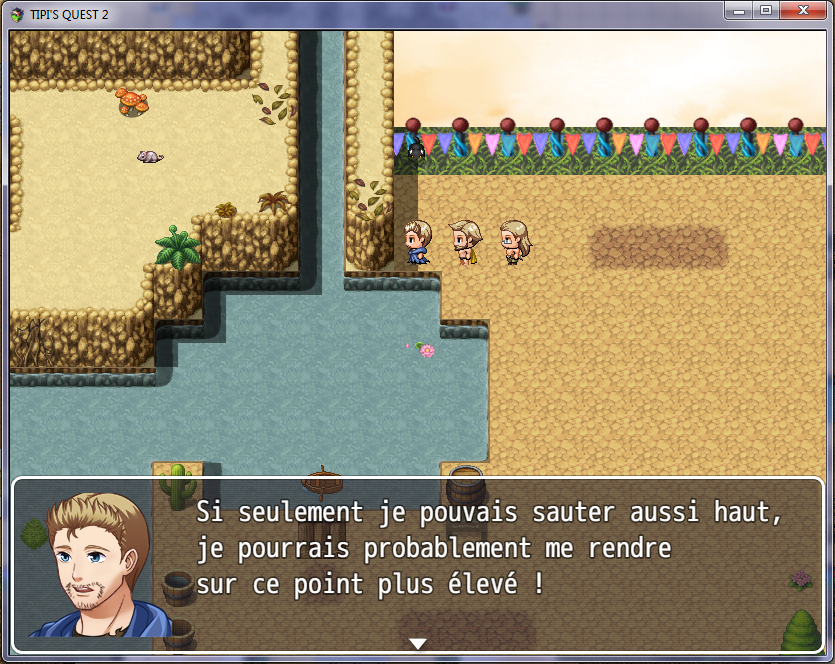 TIPI'S QUEST 2
Si seulement je pouvais sauter aussi haut,
je pourrais probablement me rendre
sur ce point plus élevé !